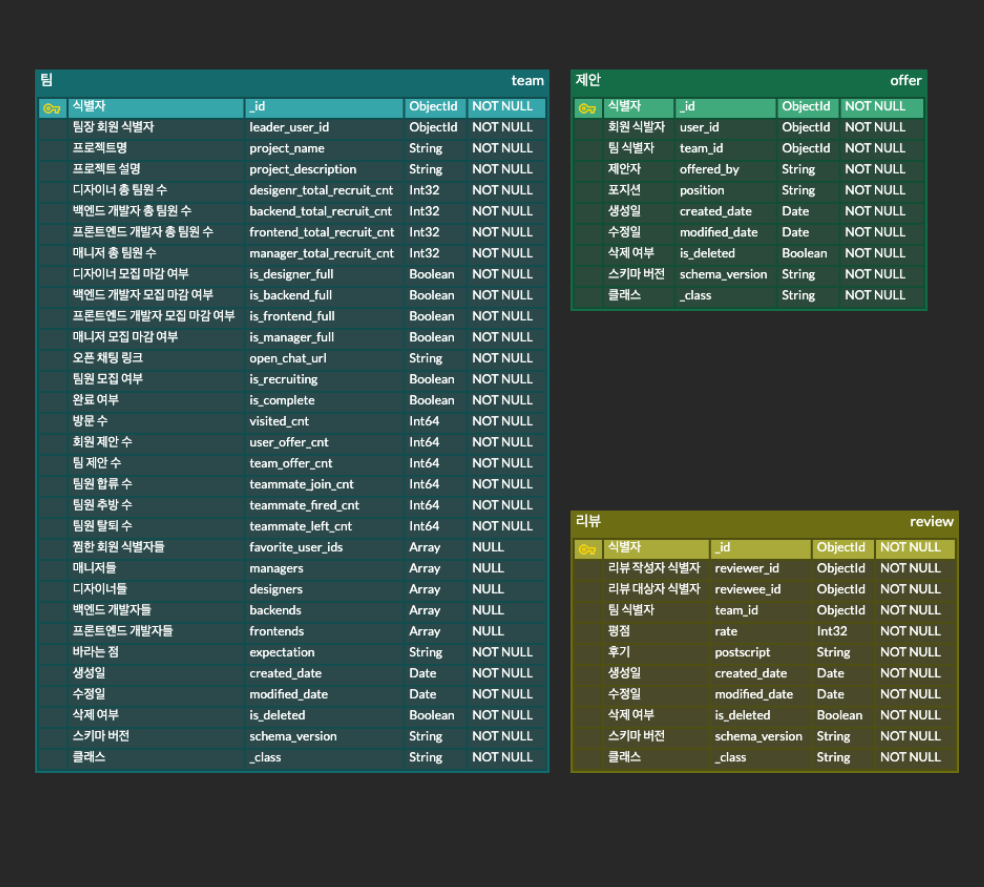 팀 team
식별자 _id ObjectId NOT NULL
팀장 회원 식별자 leader_user_id ObjectId NOT NULL
프로젝트명 project_name String NOT NULL
프로젝트 설명 project_description String NOT NULL
디자이너 총 팀원 수 desigenr_total_recruit_cnt Int32 NOT NULL
백엔드 개발자 총 팀원 수 backend_total_recruit_cnt Int32 NOT NULL
프론트엔드 개발자 총 팀원 수 frontend_total_recruit_cnt Int32 NOT NULL
매니저 총 팀원 수 manager_total_recruit_cnt Int32 NOT NULL
디자이너 모집 마감 여부 is_designer_full Boolean NOT NULL
백엔드 개발자 모집 마감 여부 is_backend_full Boolean NOT NULL
프론트엔드 개발자 모집 마감 여부 is_frontend_full Boolean NOT NULL
매니저 모집 마감 여부 is_manager_full Boolean NOT NULL
오픈 채팅 링크 open_chat_url String NOT NULL
팀원 모집 여부 is_recruiting Boolean NOT NULL
완료 여부 is_complete Boolean NOT NULL
방문 수 visited_cnt Int64 NOT NULL
회원 제안 수 user_offer_cnt Int64 NOT NULL
팀 제안 수 team_offer_cnt Int64 NOT NULL
팀원 합류 수 teammate_join_cnt Int64 NOT NULL
팀원 추방 수 teammate_fired_cnt Int64 NOT NULL
팀원 탈퇴 수 teammate_left_cnt Int64 NOT NULL
찜한 회원 식별자들 favorite_user_ids Array NULL
매니저들 managers Array NULL
디자이너들 designers Array NULL
백엔드 개발자들 backends Array NULL
프론트엔드 개발자들 frontends Array NULL
바라는 점 expectation String NOT NULL
생성일 created_date Date NOT NULL
수정일 modified_date Date NOT NULL
삭제 여부 is_deleted Boolean NOT NULL
스키마 버전 schema_version String NOT NULL
클래스 _class String NOT NULL
제안 offer
식별자 _id ObjectId NOT NULL
회원 식발자 user_id ObjectId NOT NULL
팀 식별자 team_id ObjectId NOT NULL
제안자 offered_by String NOT NULL
포지션 position String NOT NULL
생성일 created_date Date NOT NULL
수정일 modified_date Date NOT NULL
삭제 여부 is_deleted Boolean NOT NULL
스키마 버전 schema_version String NOT NULL
클래스 _class String NOT NULL
리뷰 review
식별자 _id ObjectId NOT NULL
리뷰 작성자 식별자 reviewer_id ObjectId NOT NULL
리뷰 대상자 식별자 reviewee_id ObjectId NOT NULL
팀 식별자 team_id ObjectId NOT NULL
평점 rate Int32 NOT NULL
후기 postscript String NOT NULL
생성일 created_date Date NOT NULL
수정일 modified_date Date NOT NULL
삭제 여부 is_deleted Boolean NOT NULL
스키마 버전 schema_version String NOT NULL
클래스 _class String NOT NULL